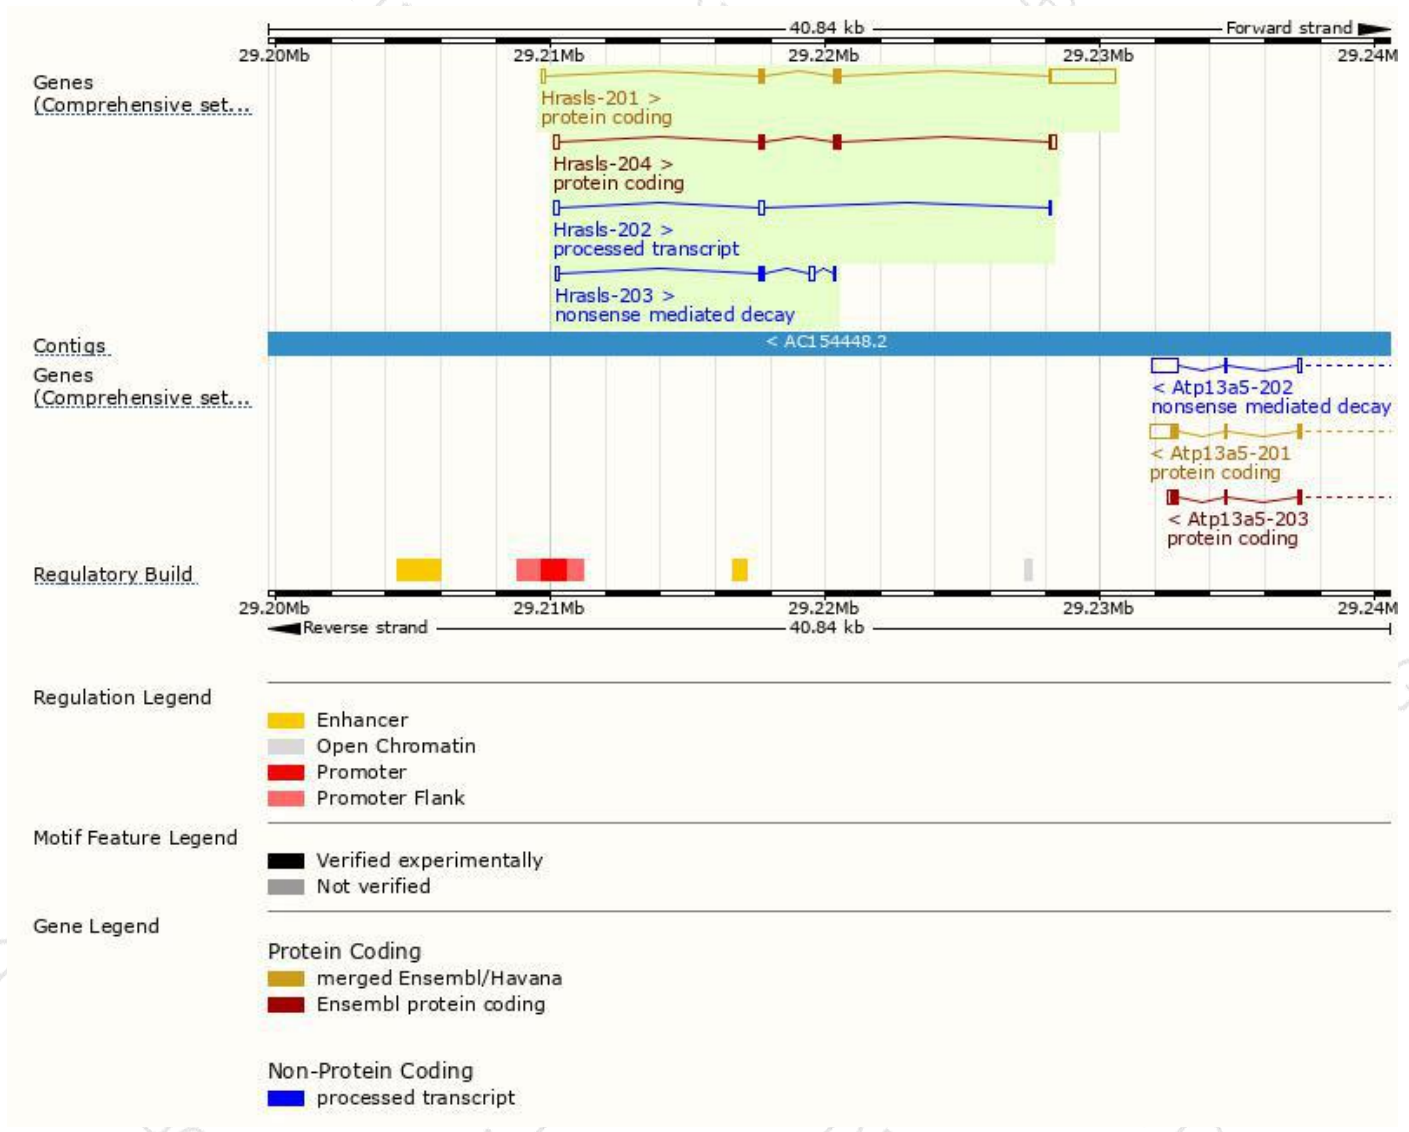 40.84 kb
Forward strand
29.20Mb 29.21Mb 29.22Mb 29.23Mb 29.24M
Genes
(Comprehensive set...
Hrasls-201 >
protein coding
Hrasls-204 >
protein coding
Hrasls-202 >
processed transcript
Hrasls-203 >
nonsense mediated decay
Contigs
< AC154448.2
Genes
(Comprehensive set...
< Atp13a5-202
nonsense mediated decay
< Atp13a5-201
protein coding
< Atp13a5-203
protein coding
Regulatory Build
29.20Mb 29.21Mb 29.22Mb 29.23Mb 29.24M
Reverse strand
40.84 kb
Regulation Legend
Enhancer
Open Chromatin
Promoter
Promoter Flank
Motif Feature Legend
Verified experimentally
Not verified
Gene Legend
Protein Coding
merged Ensembl/Havana
Ensembl protein coding
Non-Protein Coding
processed transcript